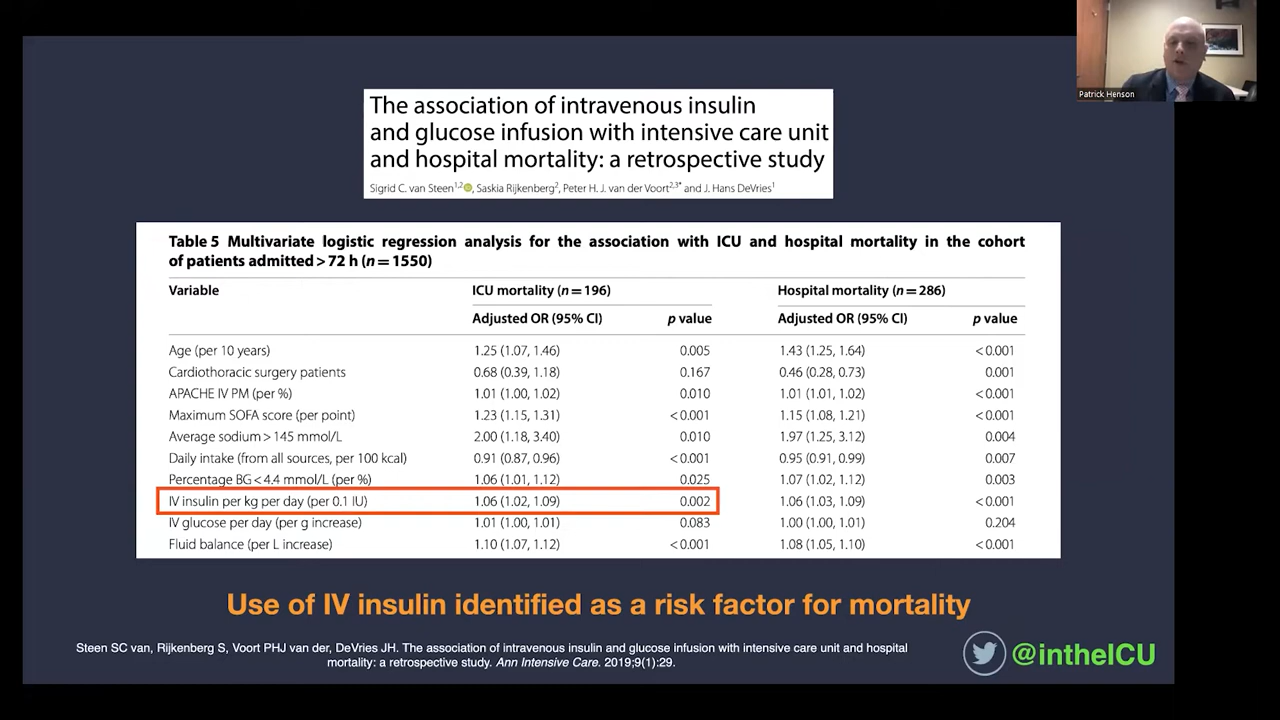 Patrick Henson
The association of intravenous insulin
and glucose infusion with intensive care unit
and hospital mortality: a retrospective study
Sigrid C. van Steen1,2, Saskia Rijkenberg2, Peter H. J. van der Voort2,3* and J. Hans DeVries1
Table 5 Multivariate logistic regression analysis for the association with ICU and hospital mortality in the cohort
of patients admitted > 72 h (n = 1550)
Variable ICU mortality (n = 196) Hospital mortality (n = 286)
Adjusted OR (95% CI) p value Adjusted OR (95% CI) p value
Age (per 10 years) 1.25 (1.07, 1.46) 0.005 1.43 (1.25, 1.64) < 0.001
Cardiothoracic surgery patients 0.68 (0.39, 1.18) 0.167 0.46 (0.28, 0.73) 0.001
APACHE IV PM (per %) 1.01 (1.00, 1.02) 0.010 1.01 (1.01, 1.02) < 0.001
Maximum SOFA score (per point) 1.23 (1.15, 1.31) < 0.001 1.15 (1.08, 1.21) < 0.001
Average sodium > 145 mmol/L 2.00 (1.18, 3.40) 0.010 1.97 (1.25, 3.12) 0.004
Daily intake (from all sources, per 100 kcal) 0.91 (0.87, 0.96) < 0.001 0.95 (0.91, 0.99) 0.007
Percentage BG < 4.4 mmol/L (per %) 1.06 (1.01, 1.12) 0.025 1.07 (1.02, 1.12) 0.003
IV insulin per kg per day (per 0.1 IU) 1.06 (1.02, 1.09) 0.002 1.06 (1.03, 1.09) < 0.001
IV glucose per day (per g increase) 1.01 (1.00, 1.01) 0.083 1.00 (1.00, 1.01) 0.204
Fluid balance (per L increase) 1.10 (1.07, 1.12) < 0.001 1.08 (1.05, 1.10) < 0.001
Use of IV insulin identified as a risk factor for mortality
Steen SC van, Rijkenberg S, Voort PHJ van der, DeVries JH. The association of intravenous insulin and glucose infusion with intensive care unit and hospital
mortality: a retrospective study. Ann Intensive Care. 2019;9(1):29.
@intheICU